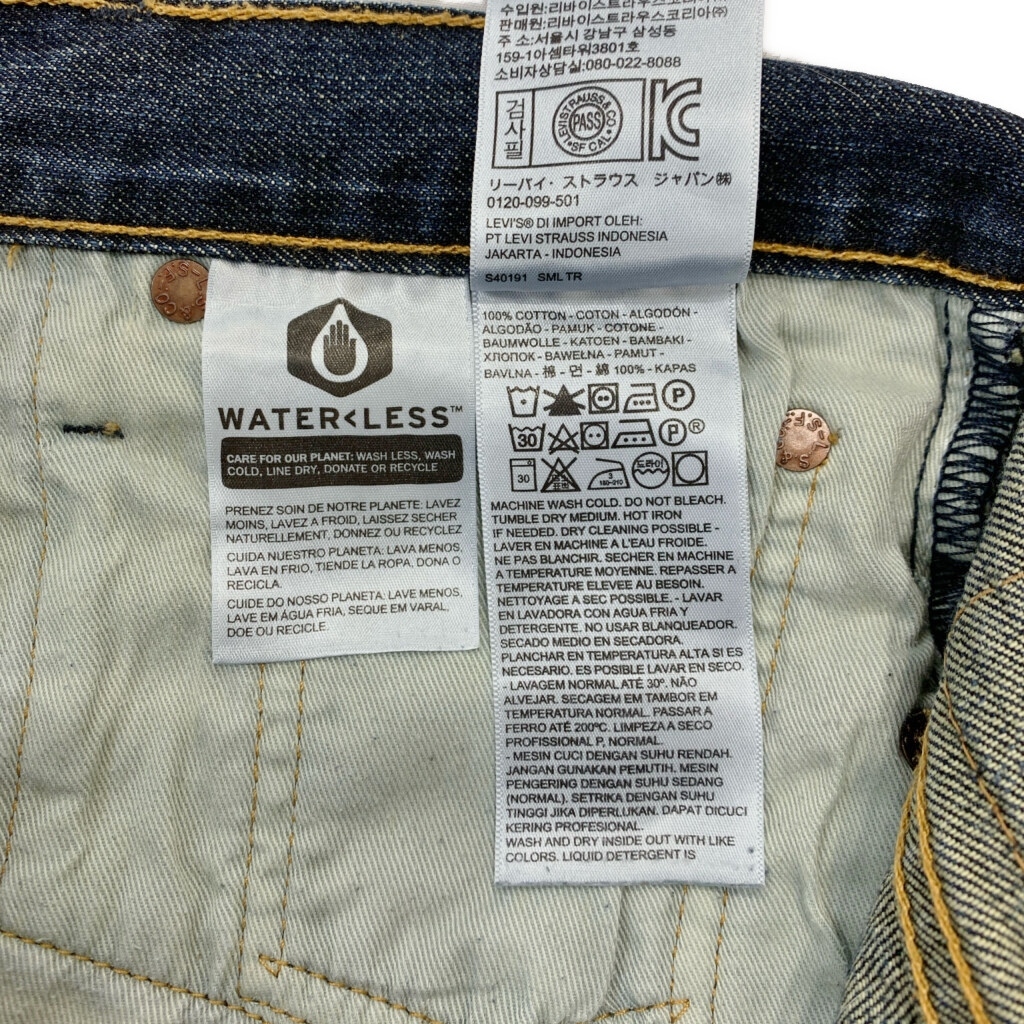 수입원:리바이스트라우스코리아㈜
판매원:리바이스트라우스코리아㈜
주 소:서울시 강남구 삼성동
159-1아셈타워3801호
소비자상담실:080-022-8088
검사필
LEVI STRAUSS & CO
PASS
SF CAL
リーバイ・ストラウス ジャパン㈱
0120-099-501
LEVI'S® DI IMPORT OLEH:
PT LEVI STRAUSS INDONESIA
JAKARTA - INDONESIA
S40191 SML TR
WATER<LESS™
CARE FOR OUR PLANET: WASH LESS, WASH
COLD, LINE DRY, DONATE OR RECYCLE
PRENEZ SOIN DE NOTRE PLANETE: LAVEZ
MOINS, LAVEZ A FROID, LAISSEZ SECHER
NATURELLEMENT, DONNEZ OU RECYCLEZ
CUIDA NUESTRO PLANETA: LAVA MENOS,
LAVA EN FRIO, TIENDE LA ROPA, DONA O
RECICLA.
CUIDE DO NOSSO PLANETA: LAVE MENOS,
LAVE EM ÁGUA FRIA, SEQUE EM VARAL,
DOE OU RECICLE.
100% COTTON - COTON - ALGODÓN -
ALGODÃO - PAMUK - COTONE -
BAUMWOLLE - KATOEN - BAMBAKI -
ХЛОПОК - BAWEŁNA - PAMUT -
BAVLNA - 棉 - 면 - 綿 100% - KAPAS
P
30 P ®
30 표백 180-210 드라이
MACHINE WASH COLD. DO NOT BLEACH.
TUMBLE DRY MEDIUM. HOT IRON
IF NEEDED. DRY CLEANING POSSIBLE -
LAVER EN MACHINE A L'EAU FROIDE.
NE PAS BLANCHIR. SECHER EN MACHINE
A TEMPERATURE MOYENNE. REPASSER A
TEMPERATURE ELEVEE AU BESOIN.
NETTOYAGE A SEC POSSIBLE. - LAVAR
EN LAVADORA CON AGUA FRIA Y
DETERGENTE. NO USAR BLANQUEADOR.
SECADO MEDIO EN SECADORA.
PLANCHAR EN TEMPERATURA ALTA SI ES
NECESARIO. ES POSIBLE LAVAR EN SECO.
- LAVAGEM NORMAL ATÉ 30º. NÃO
ALVEJAR. SECAGEM EM TAMBOR EM
TEMPERATURA NORMAL. PASSAR A
FERRO ATÉ 200ºC. LIMPEZA A SECO
PROFISSIONAL P, NORMAL.
- MESIN CUCI DENGAN SUHU RENDAH.
JANGAN GUNAKAN PEMUTIH. MESIN
PENGERING DENGAN SUHU SEDANG
(NORMAL). SETRIKA DENGAN SUHU
TINGGI JIKA DIPERLUKAN. DAPAT DICUCI
KERING PROFESIONAL.
WASH AND DRY INSIDE OUT WITH LIKE
COLORS. LIQUID DETERGENT IS